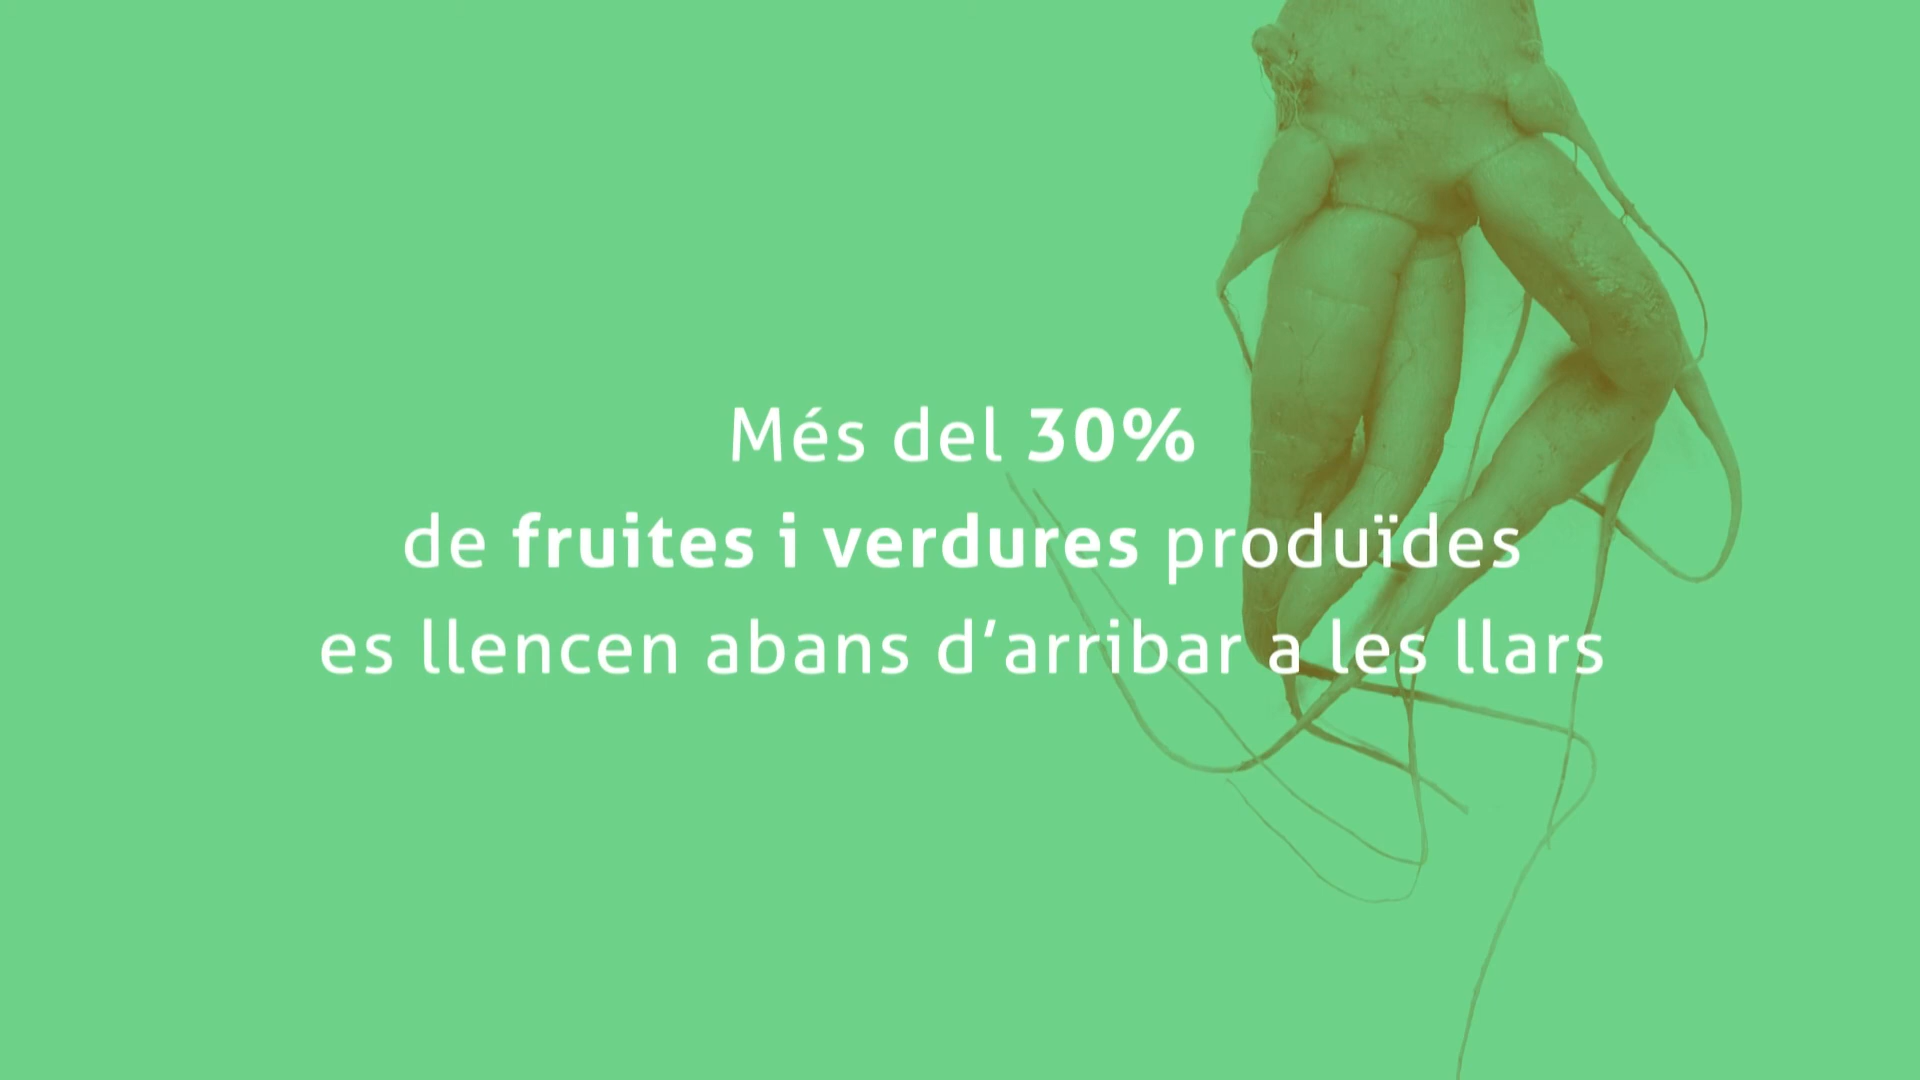 Més del 30%
de fruites i verdures produïdes
es llencen abans d’arribar a les llars